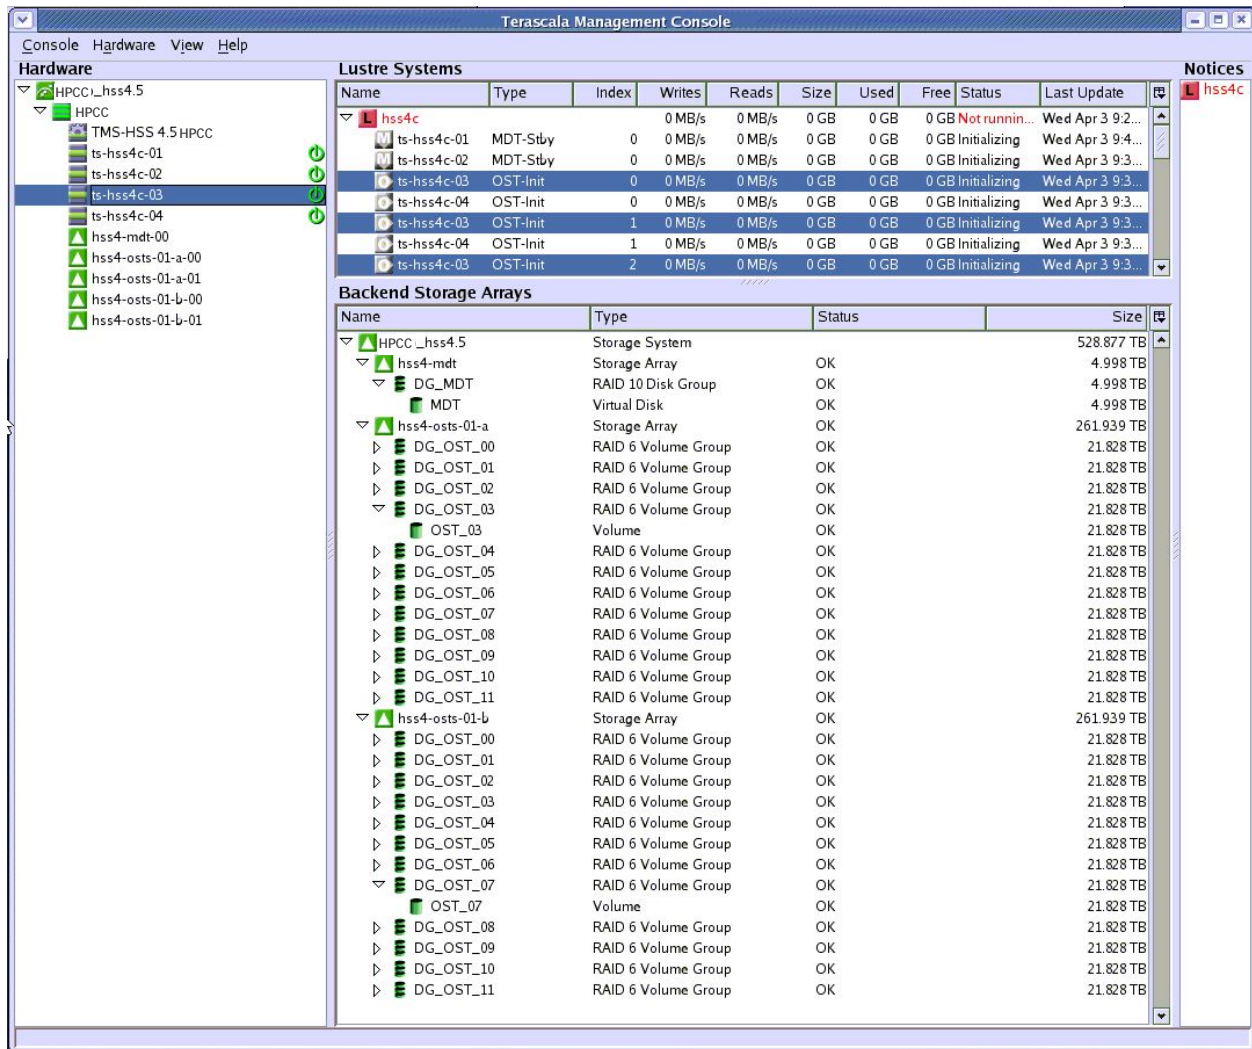 Terascala Management Console
Console Hardware View Help
Hardware
HPCC _hss4.5
HPCC
TMS-HSS 4.5 HPCC
ts-hss4c-01
ts-hss4c-02
ts-hss4c-03
ts-hss4c-04
hss4-mdt-00
hss4-osts-01-a-00
hss4-osts-01-a-01
hss4-osts-01-b-00
hss4-osts-01-b-01
Lustre Systems
Name Type Index Writes Reads Size Used Free Status Last Update
L hss4c 0 MB/s 0 MB/s 0 GB 0 GB 0 GB Not runnin... Wed Apr 3 9:2...
M ts-hss4c-01 MDT-Stby 0 0 MB/s 0 MB/s 0 GB 0 GB 0 GB Initializing Wed Apr 3 9:4...
M ts-hss4c-02 MDT-Stby 0 0 MB/s 0 MB/s 0 GB 0 GB 0 GB Initializing Wed Apr 3 9:3...
ts-hss4c-03 OST-Init 0 0 MB/s 0 MB/s 0 GB 0 GB 0 GB Initializing Wed Apr 3 9:3...
ts-hss4c-04 OST-Init 0 0 MB/s 0 MB/s 0 GB 0 GB 0 GB Initializing Wed Apr 3 9:3...
ts-hss4c-03 OST-Init 1 0 MB/s 0 MB/s 0 GB 0 GB 0 GB Initializing Wed Apr 3 9:3...
ts-hss4c-04 OST-Init 1 0 MB/s 0 MB/s 0 GB 0 GB 0 GB Initializing Wed Apr 3 9:3...
ts-hss4c-03 OST-Init 2 0 MB/s 0 MB/s 0 GB 0 GB 0 GB Initializing Wed Apr 3 9:3...
Backend Storage Arrays
Name Type Status Size
HPCC _hss4.5 Storage System 528.877 TB
hss4-mdt Storage Array OK 4.998 TB
DG_MDT RAID 10 Disk Group OK 4.998 TB
MDT Virtual Disk OK 4.998 TB
hss4-osts-01-a Storage Array OK 261.939 TB
DG_OST_00 RAID 6 Volume Group OK 21.828 TB
DG_OST_01 RAID 6 Volume Group OK 21.828 TB
DG_OST_02 RAID 6 Volume Group OK 21.828 TB
DG_OST_03 RAID 6 Volume Group OK 21.828 TB
OST_03 Volume OK 21.828 TB
DG_OST_04 RAID 6 Volume Group OK 21.828 TB
DG_OST_05 RAID 6 Volume Group OK 21.828 TB
DG_OST_06 RAID 6 Volume Group OK 21.828 TB
DG_OST_07 RAID 6 Volume Group OK 21.828 TB
DG_OST_08 RAID 6 Volume Group OK 21.828 TB
DG_OST_09 RAID 6 Volume Group OK 21.828 TB
DG_OST_10 RAID 6 Volume Group OK 21.828 TB
DG_OST_11 RAID 6 Volume Group OK 21.828 TB
hss4-osts-01-b Storage Array OK 261.939 TB
DG_OST_00 RAID 6 Volume Group OK 21.828 TB
DG_OST_01 RAID 6 Volume Group OK 21.828 TB
DG_OST_02 RAID 6 Volume Group OK 21.828 TB
DG_OST_03 RAID 6 Volume Group OK 21.828 TB
DG_OST_04 RAID 6 Volume Group OK 21.828 TB
DG_OST_05 RAID 6 Volume Group OK 21.828 TB
DG_OST_06 RAID 6 Volume Group OK 21.828 TB
DG_OST_07 RAID 6 Volume Group OK 21.828 TB
OST_07 Volume OK 21.828 TB
DG_OST_08 RAID 6 Volume Group OK 21.828 TB
DG_OST_09 RAID 6 Volume Group OK 21.828 TB
DG_OST_10 RAID 6 Volume Group OK 21.828 TB
DG_OST_11 RAID 6 Volume Group OK 21.828 TB
Notices
L hss4c